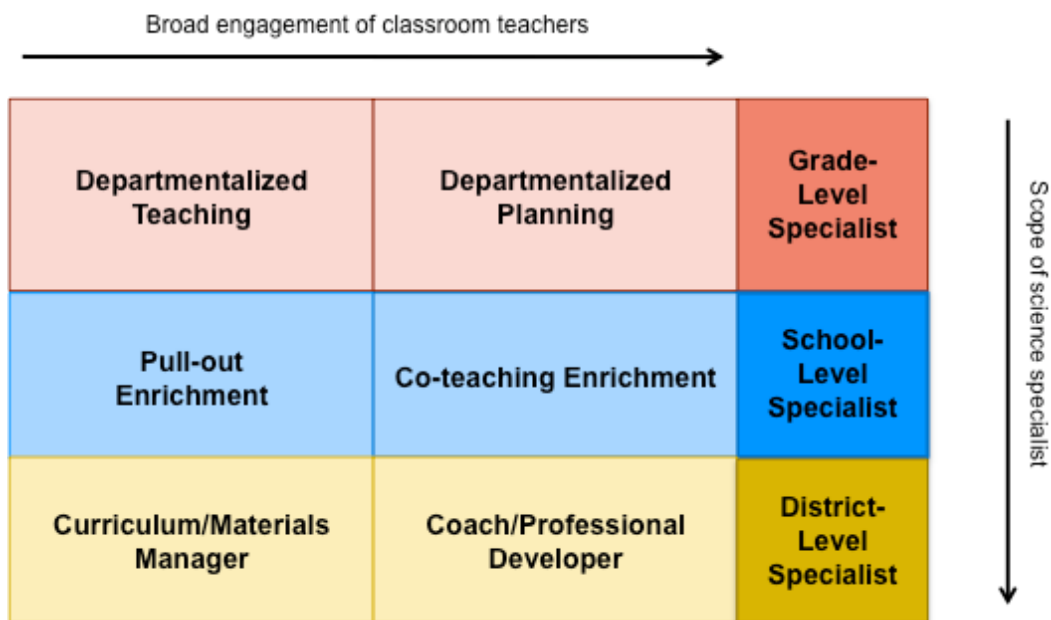 Broad engagement of classroom teachers
Departmentalized
Teaching
Departmentalized
Planning
Grade-
Level
Specialist
Pull-out
Enrichment
Co-teaching Enrichment
School-
Level
Specialist
Curriculum/Materials
Manager
Coach/Professional
Developer
District-
Level
Specialist
Scope of science specialist